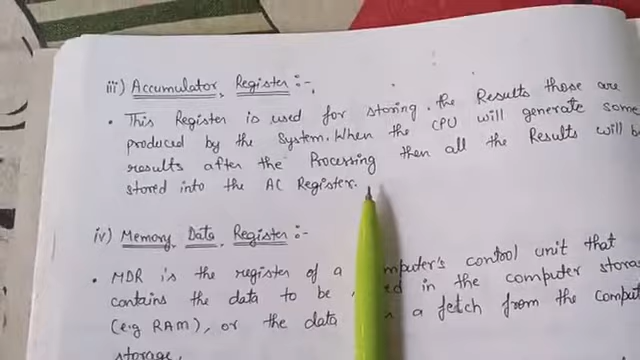 iii) Accumulator Register :-
• This Register is used for storing the Results those are
produced by the System. When the CPU will generate some
results after the Processing then all the Results will b
stored into the AC Register.
iv) Memory Data Register :-
• MDR is the register of a mputer's control unit that
contains the data to be ed in the computer stora
(e.g RAM), or the data a fetch from the comput
storage.